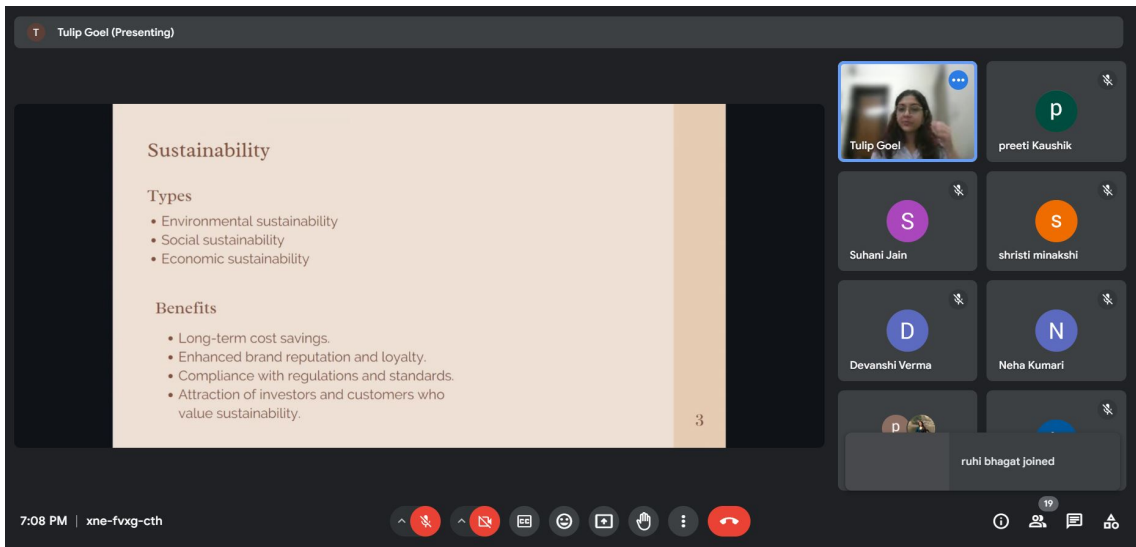 T Tulip Goel (Presenting)
Sustainability
Types
• Environmental sustainability
• Social sustainability
• Economic sustainability
Benefits
• Long-term cost savings.
• Enhanced brand reputation and loyalty.
• Compliance with regulations and standards.
• Attraction of investors and customers who
value sustainability.
3
Tulip Goel
p
preeti Kaushik
S
Suhani Jain
s
shristi minakshi
D
Devanshi Verma
N
Neha Kumari
p
ruhi bhagat joined
7:08 PM | xne-fvxg-cth
CC
19